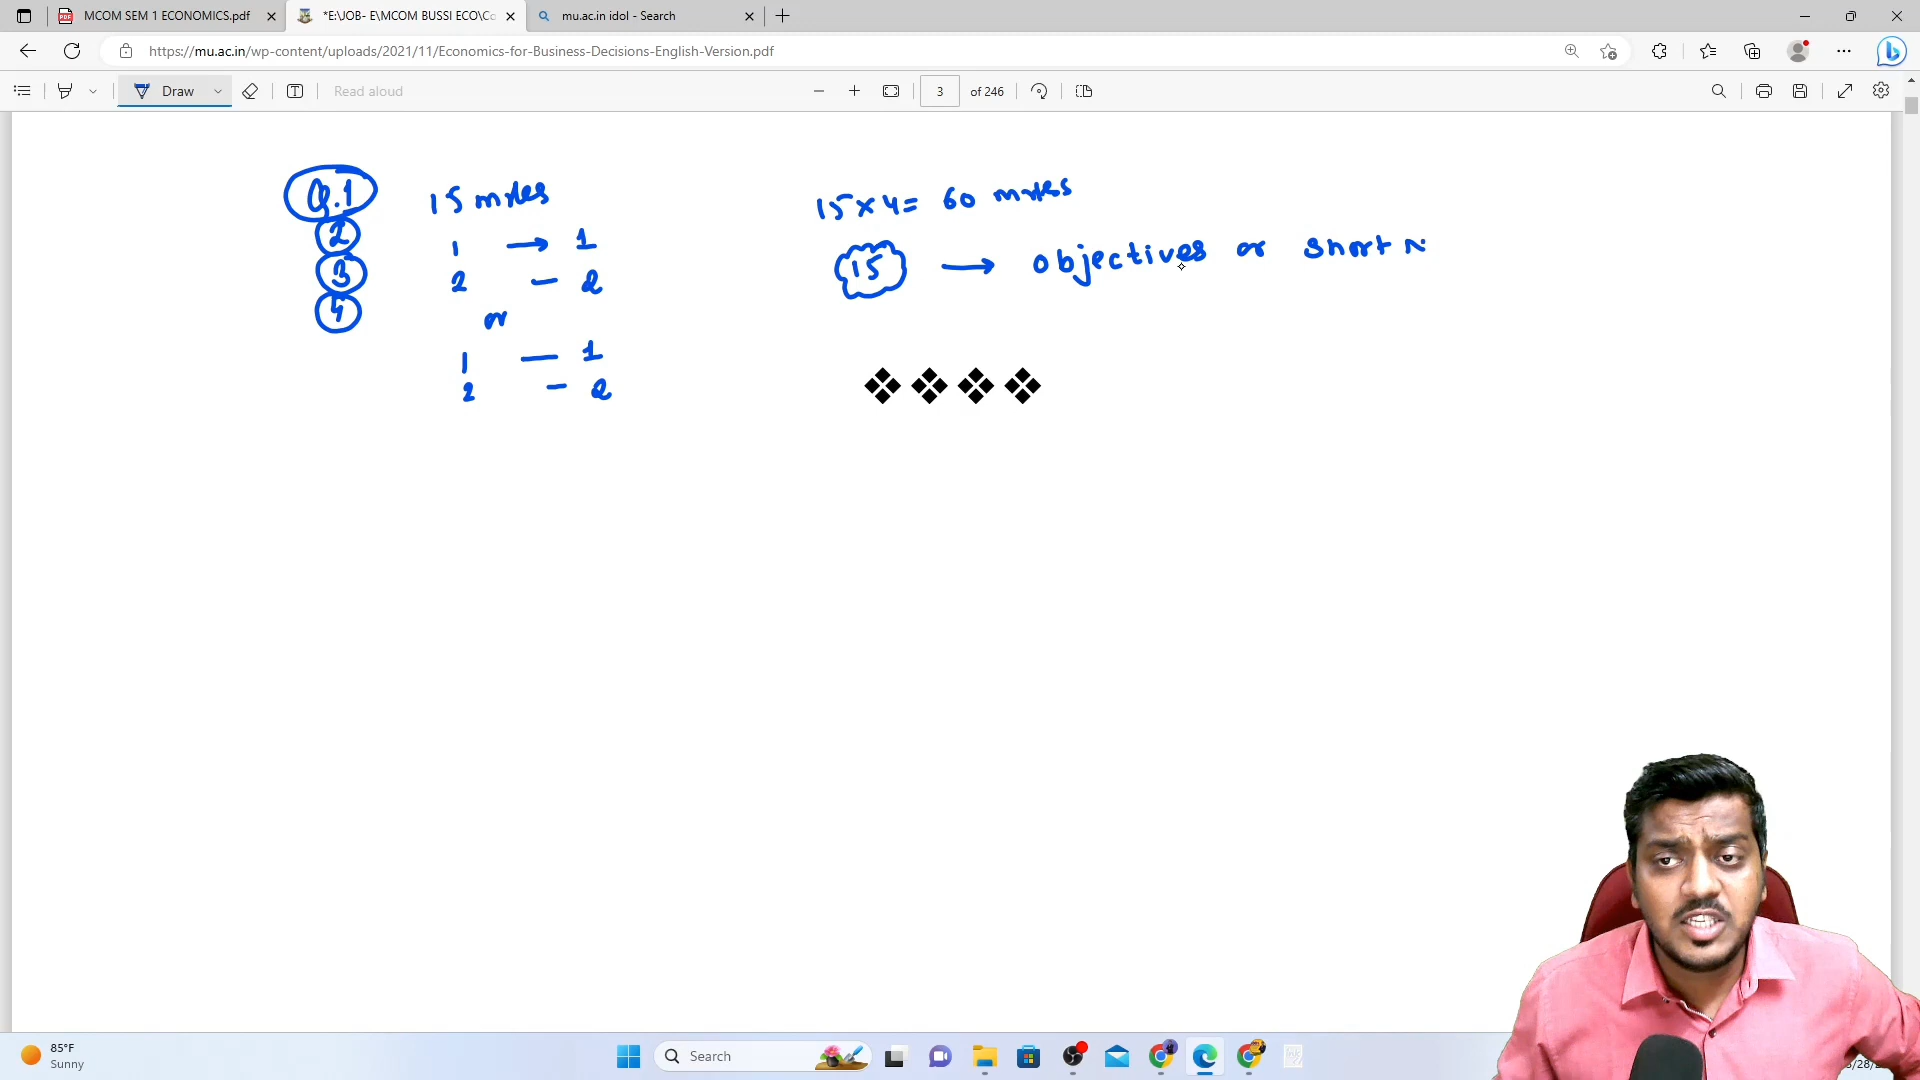 MCOM SEM 1 ECONOMICS.pdf
*E:\JOB- E\MCOM BUSSI ECO\Co
mu.ac.in idol - Search
https://mu.ac.in/wp-content/uploads/2021/11/Economics-for-Business-Decisions-English-Version.pdf
Draw
Read aloud
3 of 246
Q.1 15 mrks 15 x 4 = 60 mrks
2 1 → 1 15 → objectives or short N
3 2 - 2
4 or
1 — 1
2 - 2
85°F
Sunny
Search